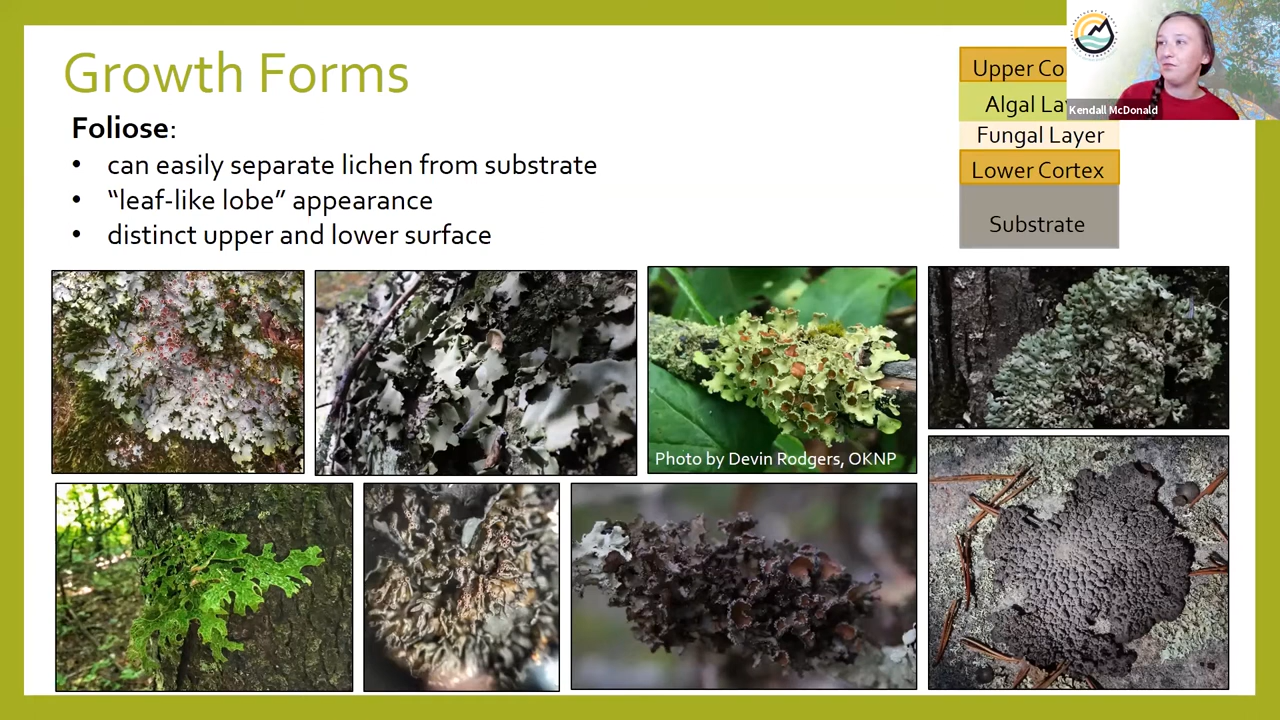 Growth Forms
Foliose:
• can easily separate lichen from substrate
• “leaf-like lobe” appearance
• distinct upper and lower surface
Upper Co
Algal La
Fungal Layer
Lower Cortex
Substrate
Kendall McDonald
Photo by Devin Rodgers, OKNP